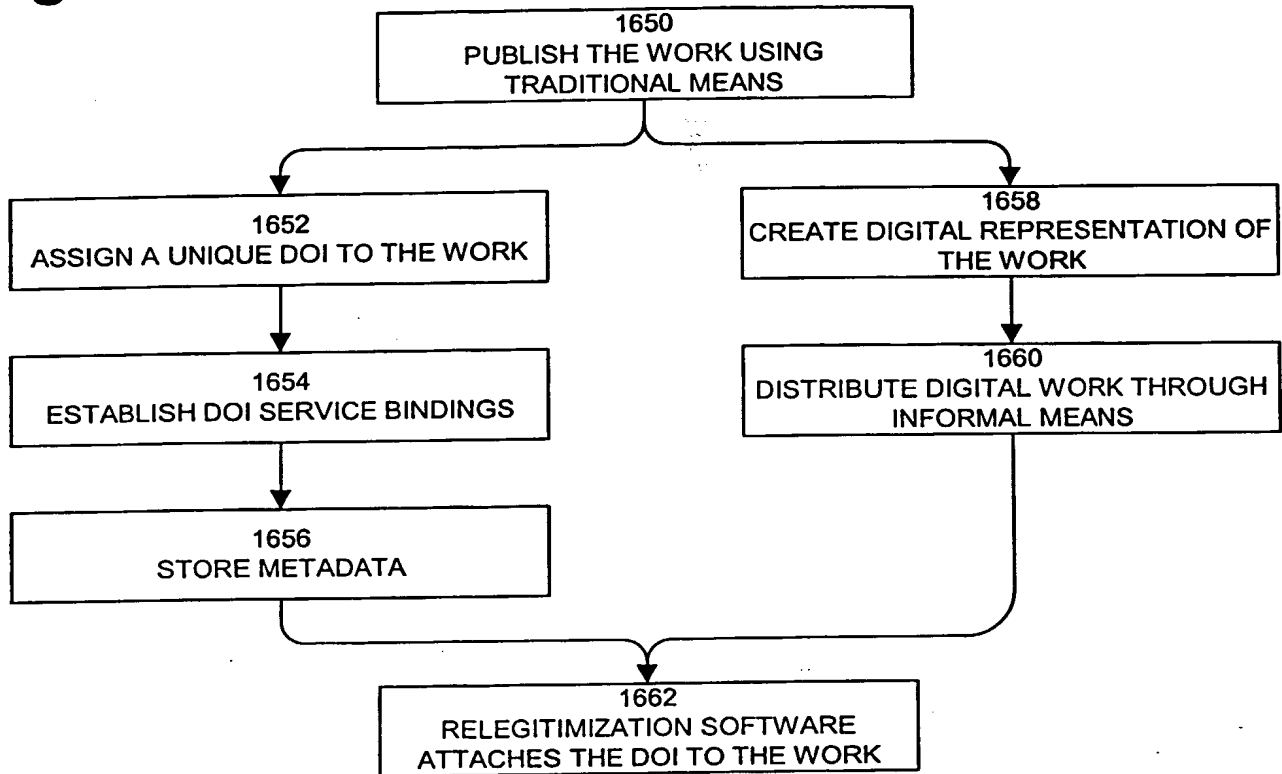 1650
PUBLISH THE WORK USING
TRADITIONAL MEANS
1652
ASSIGN A UNIQUE DOI TO THE WORK
1654
ESTABLISH DOI SERVICE BINDINGS
1656
STORE METADATA
1658
CREATE DIGITAL REPRESENTATION OF
THE WORK
1660
DISTRIBUTE DIGITAL WORK THROUGH
INFORMAL MEANS
1662
RELEGITIMIZATION SOFTWARE
ATTACHES THE DOI TO THE WORK